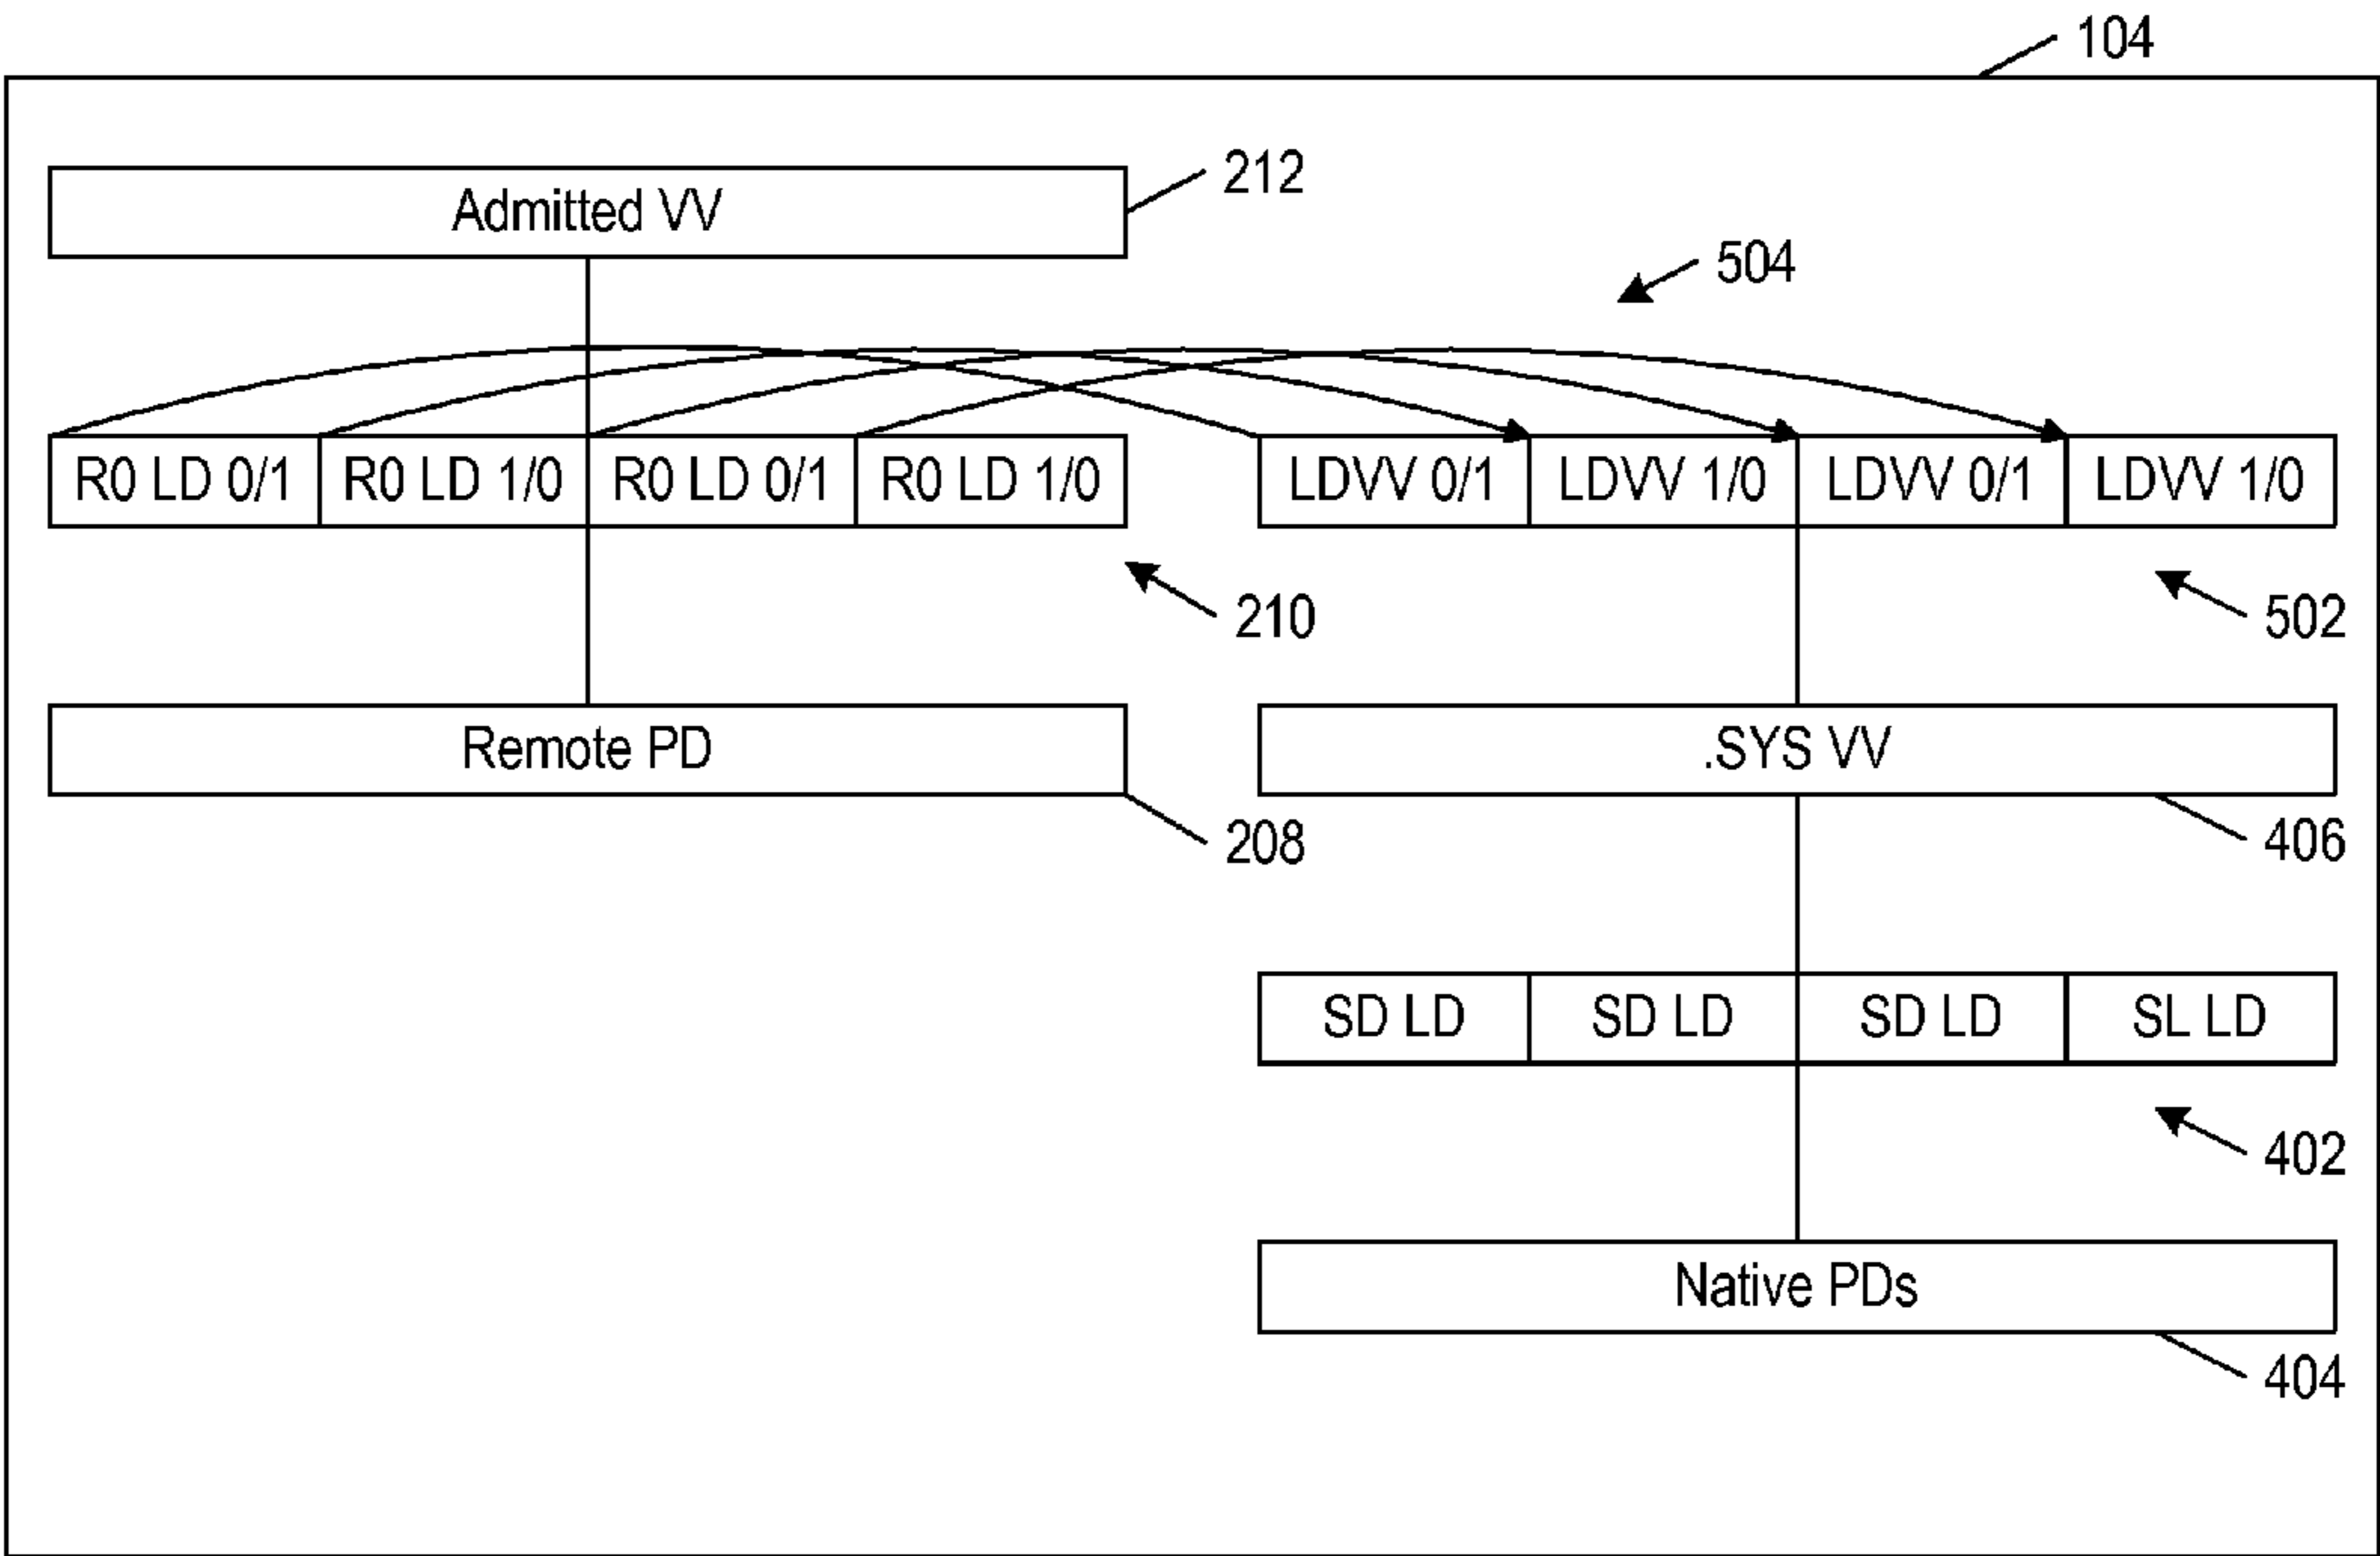 104
Admitted VV
212
504
R0 LD 0/1 R0 LD 1/0 R0 LD 0/1 R0 LD 1/0 LDVV 0/1 LDVV 1/0 LDVV 0/1 LDVV 1/0
210
502
Remote PD
.SYS VV
208
406
SD LD SD LD SD LD SL LD
402
Native PDs
404